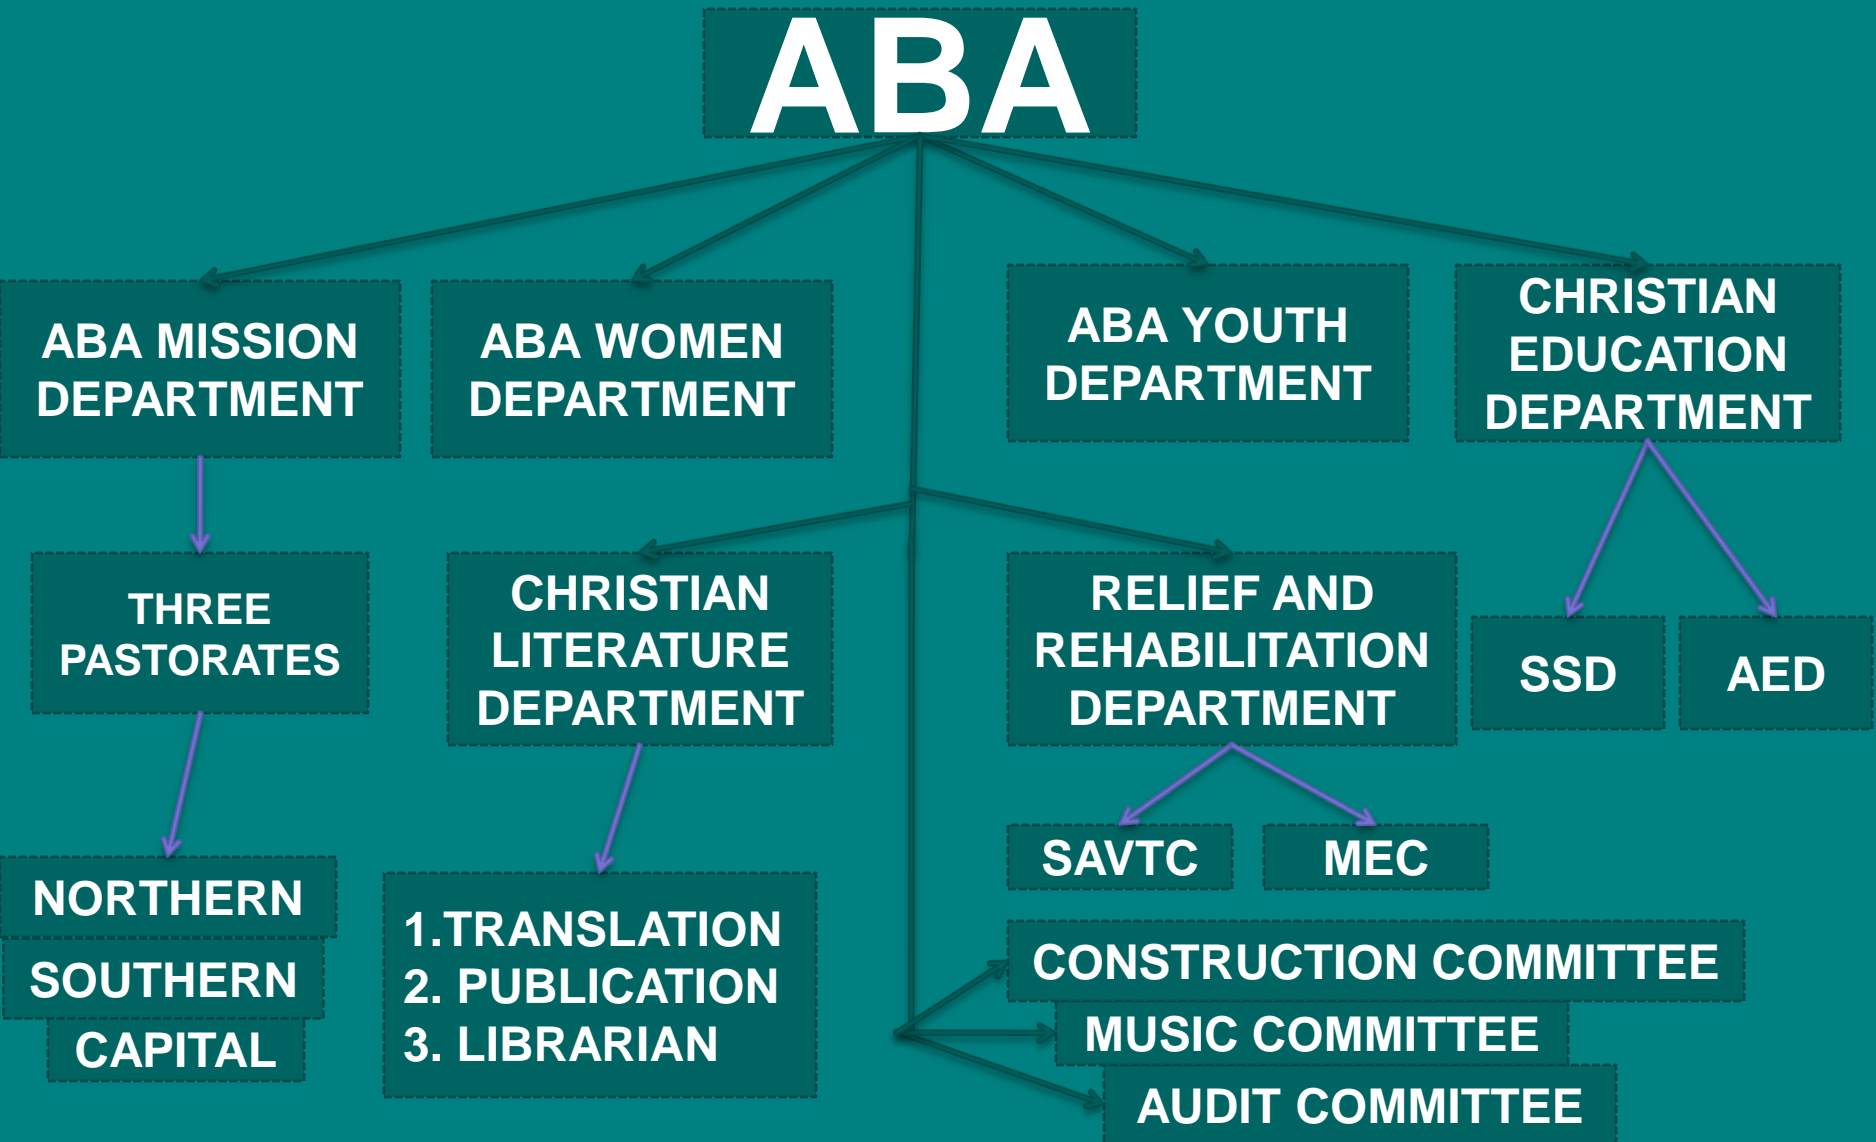 ABA
ABA MISSION
DEPARTMENT
ABA WOMEN
DEPARTMENT
ABA YOUTH
DEPARTMENT
CHRISTIAN
EDUCATION
DEPARTMENT
THREE
PASTORATES
CHRISTIAN
LITERATURE
DEPARTMENT
RELIEF AND
REHABILITATION
DEPARTMENT
SSD
AED
SAVTC
MEC
NORTHERN
SOUTHERN
CAPITAL
1.TRANSLATION
2. PUBLICATION
3. LIBRARIAN
CONSTRUCTION COMMITTEE
MUSIC COMMITTEE
AUDIT COMMITTEE